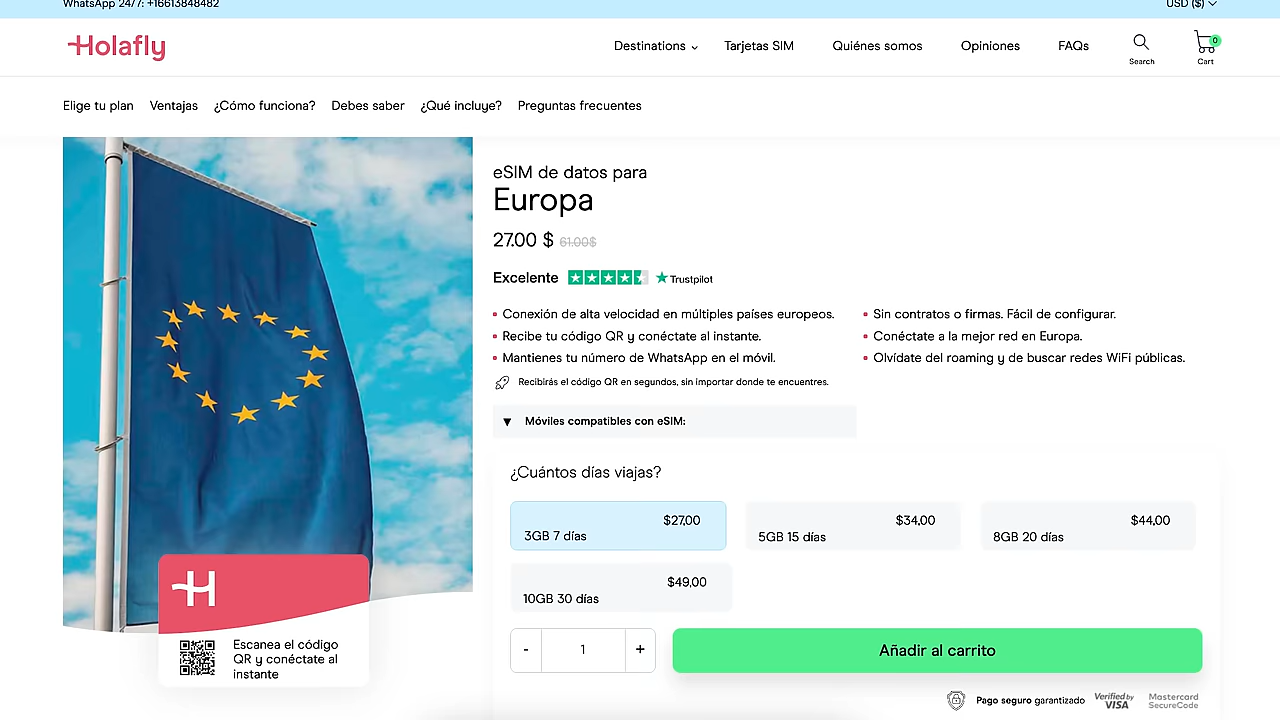 WhatsApp 24/7: +16613848482
USD ($)
Holafly
Destinations
Tarjetas SIM
Quiénes somos
Opiniones
FAQs
Search
0
Cart
Elige tu plan
Ventajas
¿Cómo funciona?
Debes saber
¿Qué incluye?
Preguntas frecuentes
eSIM de datos para
Europa
27.00 $ 61.00$
Excelente
Trustpilot
Conexión de alta velocidad en múltiples países europeos.
Recibe tu código QR y conéctate al instante.
Mantienes tu número de WhatsApp en el móvil.
Sin contratos o firmas. Fácil de configurar.
Conéctate a la mejor red en Europa.
Olvídate del roaming y de buscar redes WiFi públicas.
Recibirás el código QR en segundos, sin importar donde te encuentres.
▼ Móviles compatibles con eSIM:
¿Cuántos días viajas?
$27,00
3GB 7 días
$34,00
5GB 15 días
$44,00
8GB 20 días
$49,00
10GB 30 días
- 1 +
Añadir al carrito
H
Escanea el código
QR y conéctate al
instante
Pago seguro garantizado
Verified by
VISA
Mastercard
SecureCode